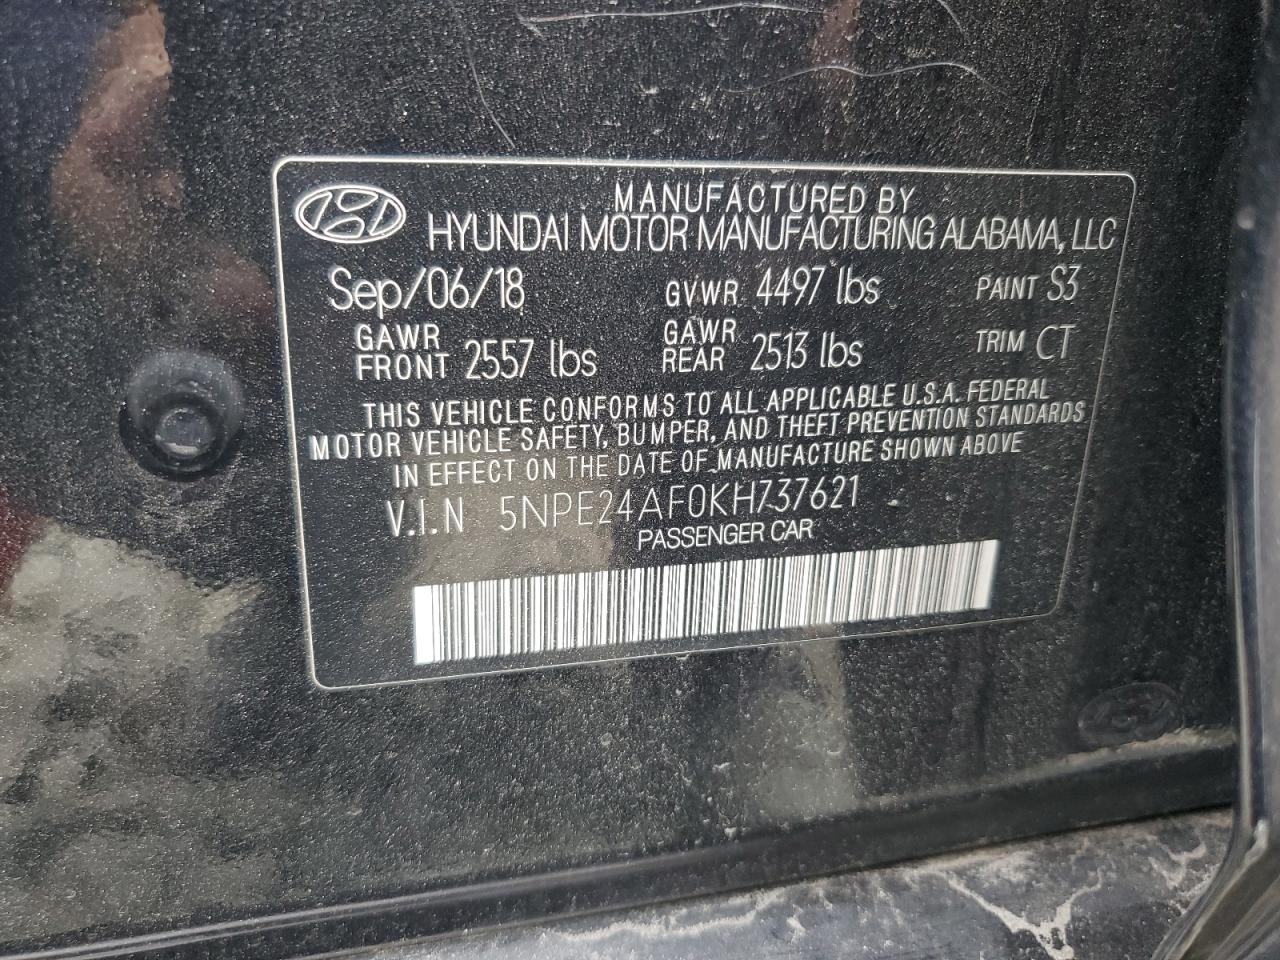 MANUFACTURED BY
HYUNDAI MOTOR MANUFACTURING ALABAMA, LLC
Sep/06/18 GVWR 4497 lbs PAINT S3
GAWR FRONT 2557 lbs GAWR REAR 2513 lbs TRIM CT
THIS VEHICLE CONFORMS TO ALL APPLICABLE U.S.A. FEDERAL
MOTOR VEHICLE SAFETY, BUMPER, AND THEFT PREVENTION STANDARDS
IN EFFECT ON THE DATE OF MANUFACTURE SHOWN ABOVE
V.I.N 5NPE24AF0KH737621
PASSENGER CAR